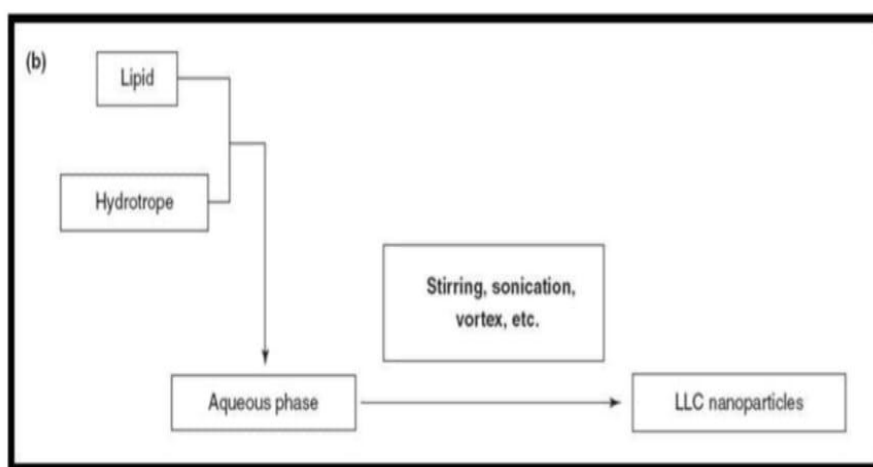 (b)
Lipid
Hydrotrope
Stirring, sonication,
vortex, etc.
Aqueous phase
LLC nanoparticles